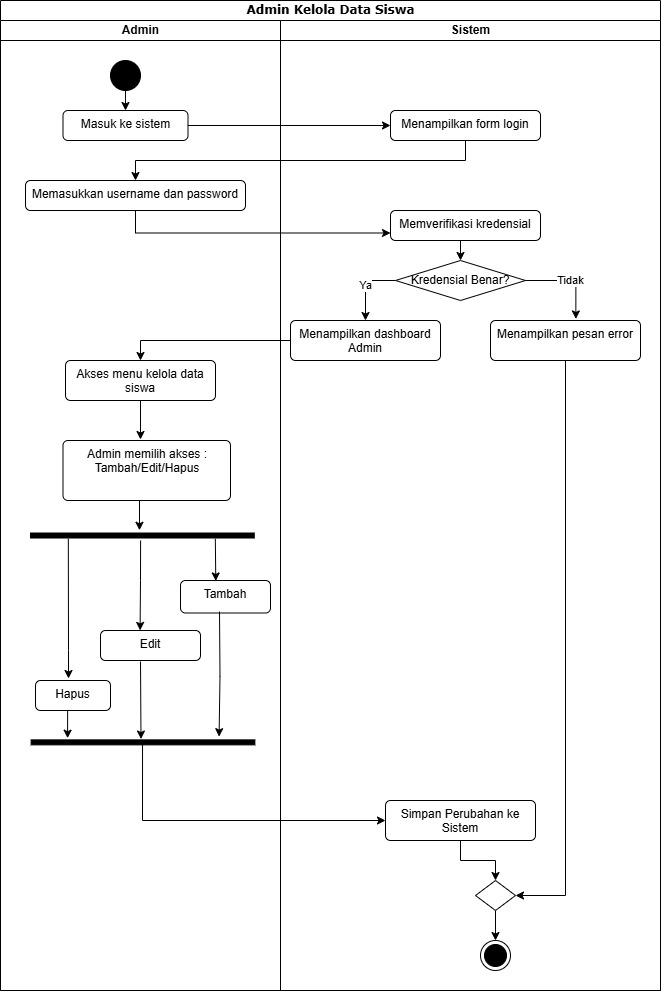 Admin Kelola Data Siswa
Admin
Sistem
Masuk ke sistem
Menampilkan form login
Memasukkan username dan password
Memverifikasi kredensial
Kredensial Benar?
Ya
Tidak
Menampilkan dashboard
Admin
Menampilkan pesan error
Akses menu kelola data
siswa
Admin memilih akses :
Tambah/Edit/Hapus
Tambah
Edit
Hapus
Simpan Perubahan ke
Sistem